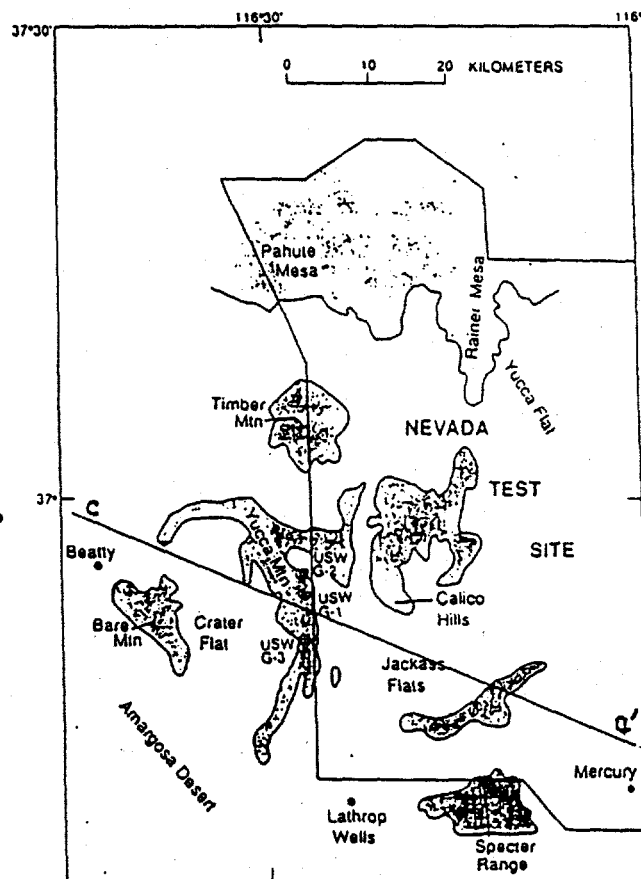 116°30'
116°
37°30'
0 10 20 KILOMETERS
Pahute
Mesa
Rainer Mesa
Yucca Flat
Timber
Mtn
NEVADA
TEST
SITE
37°
C
Beatty
Yucca Mtn
USW
G-2
USW
G-1
Calico
Hills
Bare
Mtn
Crater
Flat
USW
G-3
Jackass
Flats
Amargosa Desert
C'
Mercury
Lathrop
Wells
Specter
Range